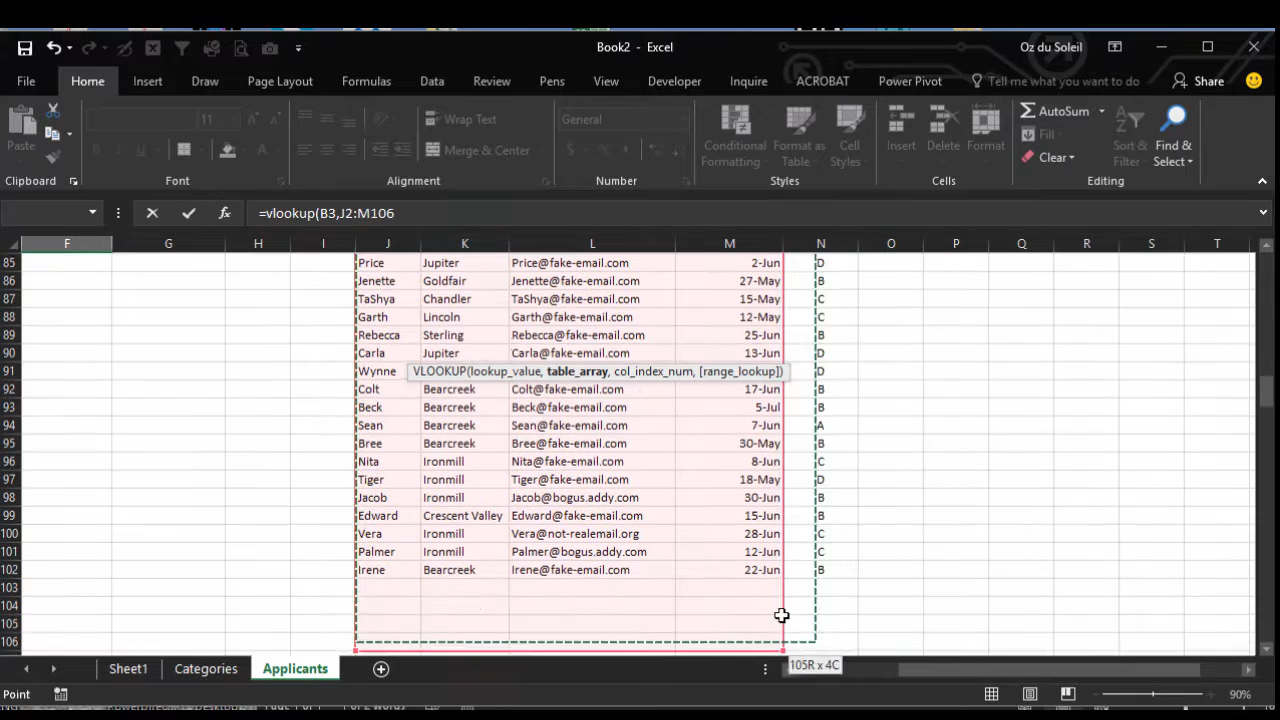 Book2 - Excel
Oz du Soleil
File Home Insert Draw Page Layout Formulas Data Review View Pens Developer Inquire ACROBAT Power Pivot Tell me what you want to do Share
Paste
11
Wrap Text
Merge & Center
General
Conditional Formatting
Format as Table
Cell Styles
Insert
Delete
Format
AutoSum
Fill
Clear
Sort & Filter
Find & Select
Clipboard Font Alignment Number Styles Cells Editing
=vlookup(B3,J2:M106
F G H I J K L M N O P Q R S T
85 Price Jupiter Price@fake-email.com 2-Jun D
86 Jenette Goldfair Jenette@fake-email.com 27-May B
87 TaShya Chandler TaShya@fake-email.com 15-May C
88 Garth Lincoln Garth@fake-email.com 12-May C
89 Rebecca Sterling Rebecca@fake-email.com 25-Jun B
90 Carla Jupiter Carla@fake-email.com 13-Jun D
91 Wynne VLOOKUP(lookup_value, table_array, col_index_num, [range_lookup]) D
92 Colt Bearcreek Colt@fake-email.com 17-Jun B
93 Beck Bearcreek Beck@fake-email.com 5-Jul B
94 Sean Bearcreek Sean@fake-email.com 7-Jun A
95 Bree Bearcreek Bree@fake-email.com 30-May B
96 Nita Ironmill Nita@fake-email.com 8-Jun C
97 Tiger Ironmill Tiger@fake-email.com 18-May D
98 Jacob Ironmill Jacob@bogus.addy.com 30-Jun B
99 Edward Crescent Valley Edward@fake-email.com 15-Jun B
100 Vera Ironmill Vera@not-realemail.org 28-Jun C
101 Palmer Ironmill Palmer@bogus.addy.com 12-Jun C
102 Irene Bearcreek Irene@fake-email.com 22-Jun B
103
104
105
106
105R x 4C
Sheet1 Categories Applicants
Point
90%